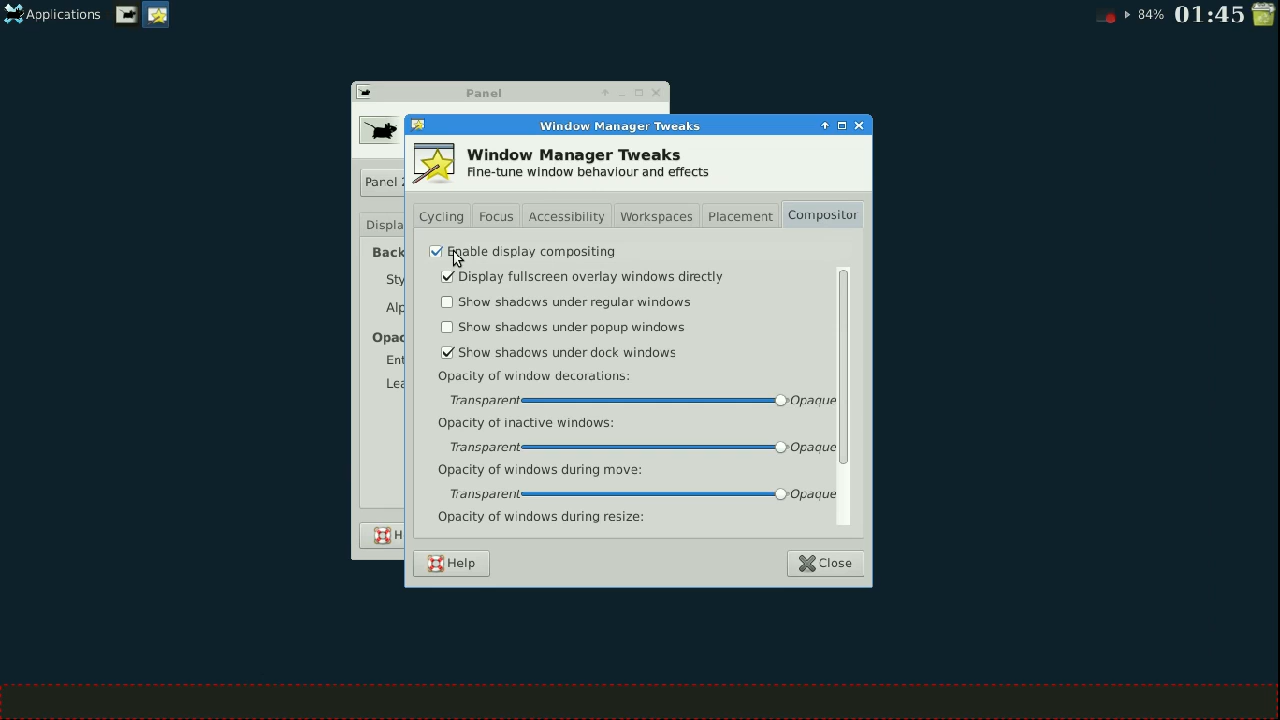 Applications
84% 01:45
Panel
Window Manager Tweaks
Window Manager Tweaks
Fine-tune window behaviour and effects
Panel 2
Cycling Focus Accessibility Workspaces Placement Compositor
Displa
Back
Enable display compositing
Sty
Display fullscreen overlay windows directly
Alp
Show shadows under regular windows
Show shadows under popup windows
Opac
Ent
Show shadows under dock windows
Lea
Opacity of window decorations:
Transparent Opaque
Opacity of inactive windows:
Transparent Opaque
Opacity of windows during move:
Transparent Opaque
Opacity of windows during resize:
H
Help Close